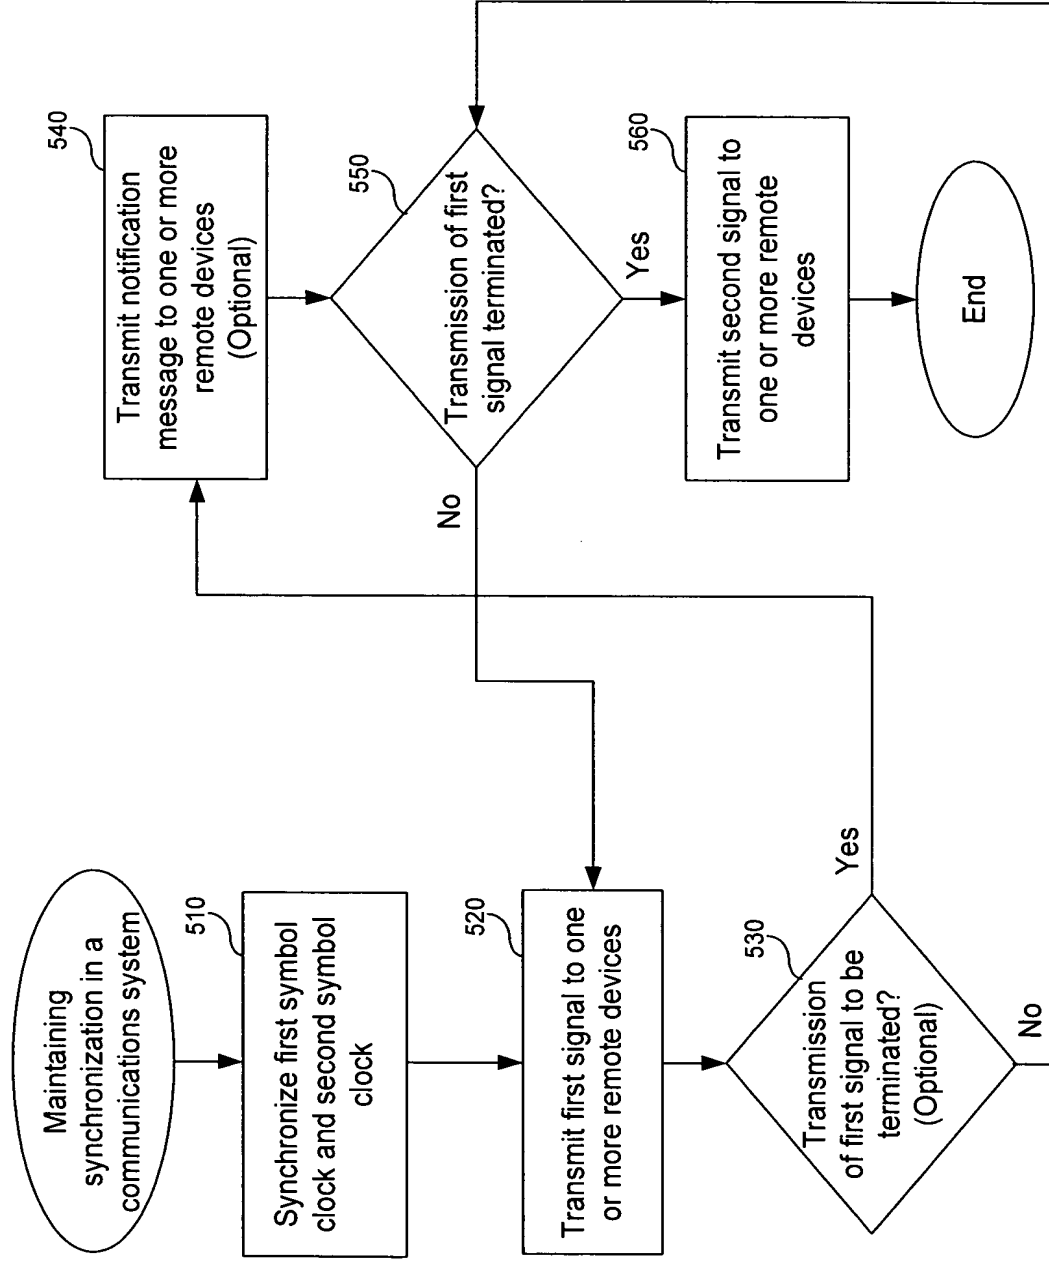 Maintaining
synchronization in a
communications system
510
Synchronize first symbol
clock and second symbol
clock
520
Transmit first signal to one
or more remote devices
530
Transmission
of first signal to be
terminated?
(Optional)
Yes
No
540
Transmit notification
message to one or more
remote devices
(Optional)
550
Transmission of first
signal terminated?
No
Yes
560
Transmit second signal to
one or more remote
devices
End